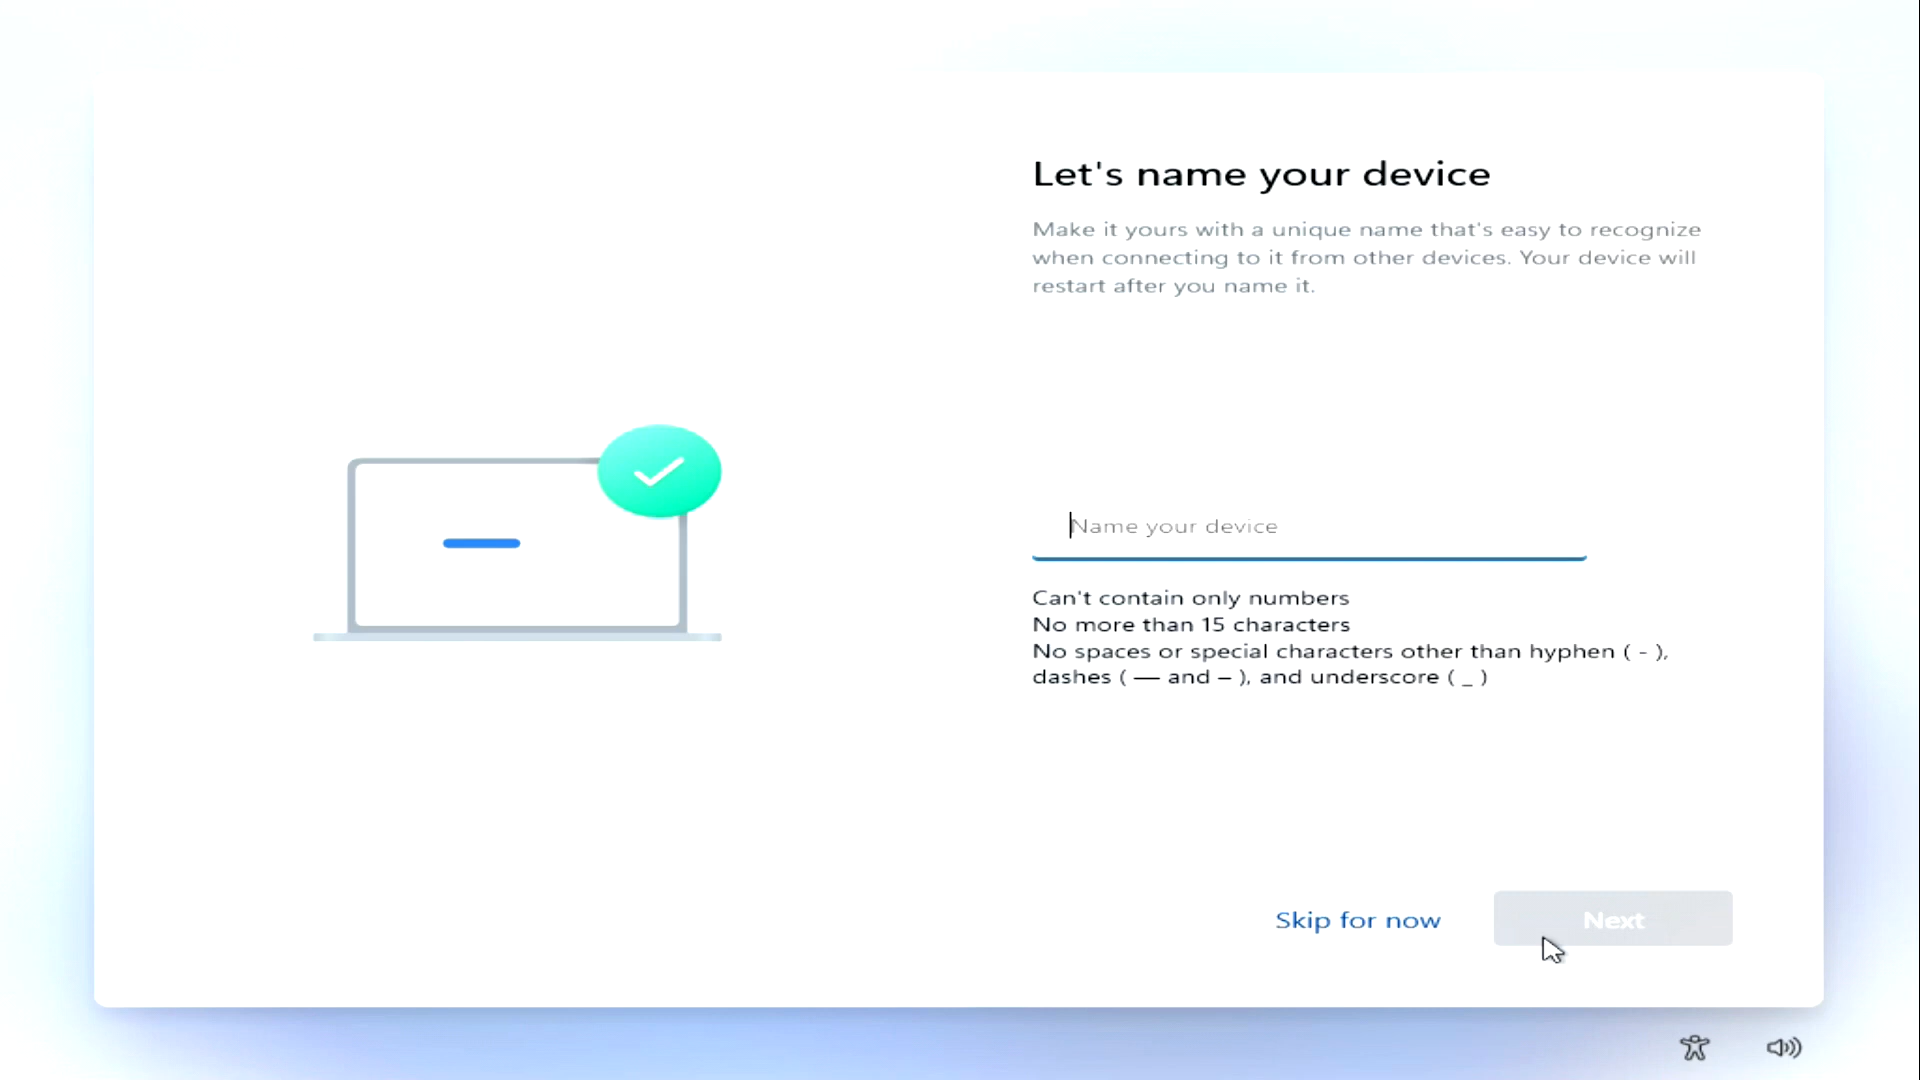 Let's name your device
Make it yours with a unique name that's easy to recognize
when connecting to it from other devices. Your device will
restart after you name it.
Name your device
Can't contain only numbers
No more than 15 characters
No spaces or special characters other than hyphen ( - ),
dashes ( — and – ), and underscore ( _ )
Skip for now
Next